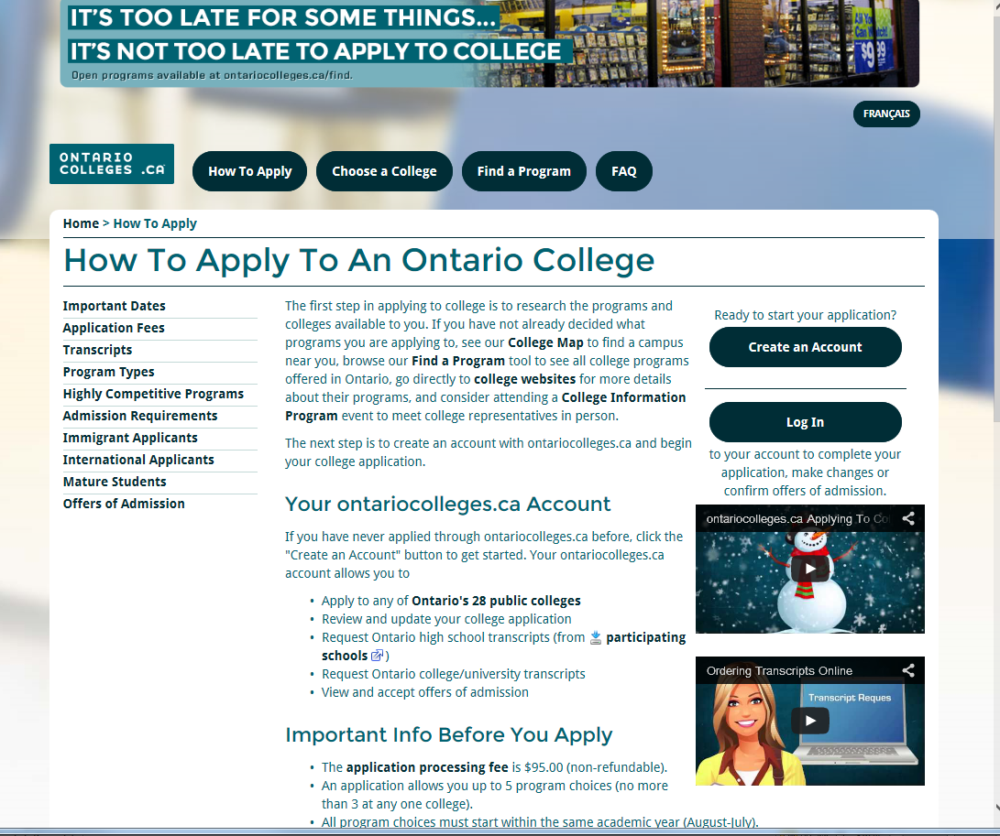 IT'S TOO LATE FOR SOME THINGS...
IT'S NOT TOO LATE TO APPLY TO COLLEGE
Open programs available at ontariocolleges.ca/find.
All You
$9.99
FRANÇAIS
ONTARIO
COLLEGES .CA
How To Apply
Choose a College
Find a Program
FAQ
Home > How To Apply
How To Apply To An Ontario College
Important Dates
Application Fees
Transcripts
Program Types
Highly Competitive Programs
Admission Requirements
Immigrant Applicants
International Applicants
Mature Students
Offers of Admission
The first step in applying to college is to research the programs and
colleges available to you. If you have not already decided what
programs you are applying to, see our College Map to find a campus
near you, browse our Find a Program tool to see all college programs
offered in Ontario, go directly to college websites for more details
about their programs, and consider attending a College Information
Program event to meet college representatives in person.
The next step is to create an account with ontariocolleges.ca and begin
your college application.
Your ontariocolleges.ca Account
If you have never applied through ontariocolleges.ca before, click the
"Create an Account" button to get started. Your ontariocolleges.ca
account allows you to
• Apply to any of Ontario's 28 public colleges
• Review and update your college application
• Request Ontario high school transcripts (from participating
schools )
• Request Ontario college/university transcripts
• View and accept offers of admission
Important Info Before You Apply
• The application processing fee is $95.00 (non-refundable).
• An application allows you up to 5 program choices (no more
than 3 at any one college).
• All program choices must start within the same academic year (August-July).
Ready to start your application?
Create an Account
Log In
to your account to complete your
application, make changes or
confirm offers of admission.
ontariocolleges.ca Applying To Co
Ordering Transcripts Online
Transcript Reques